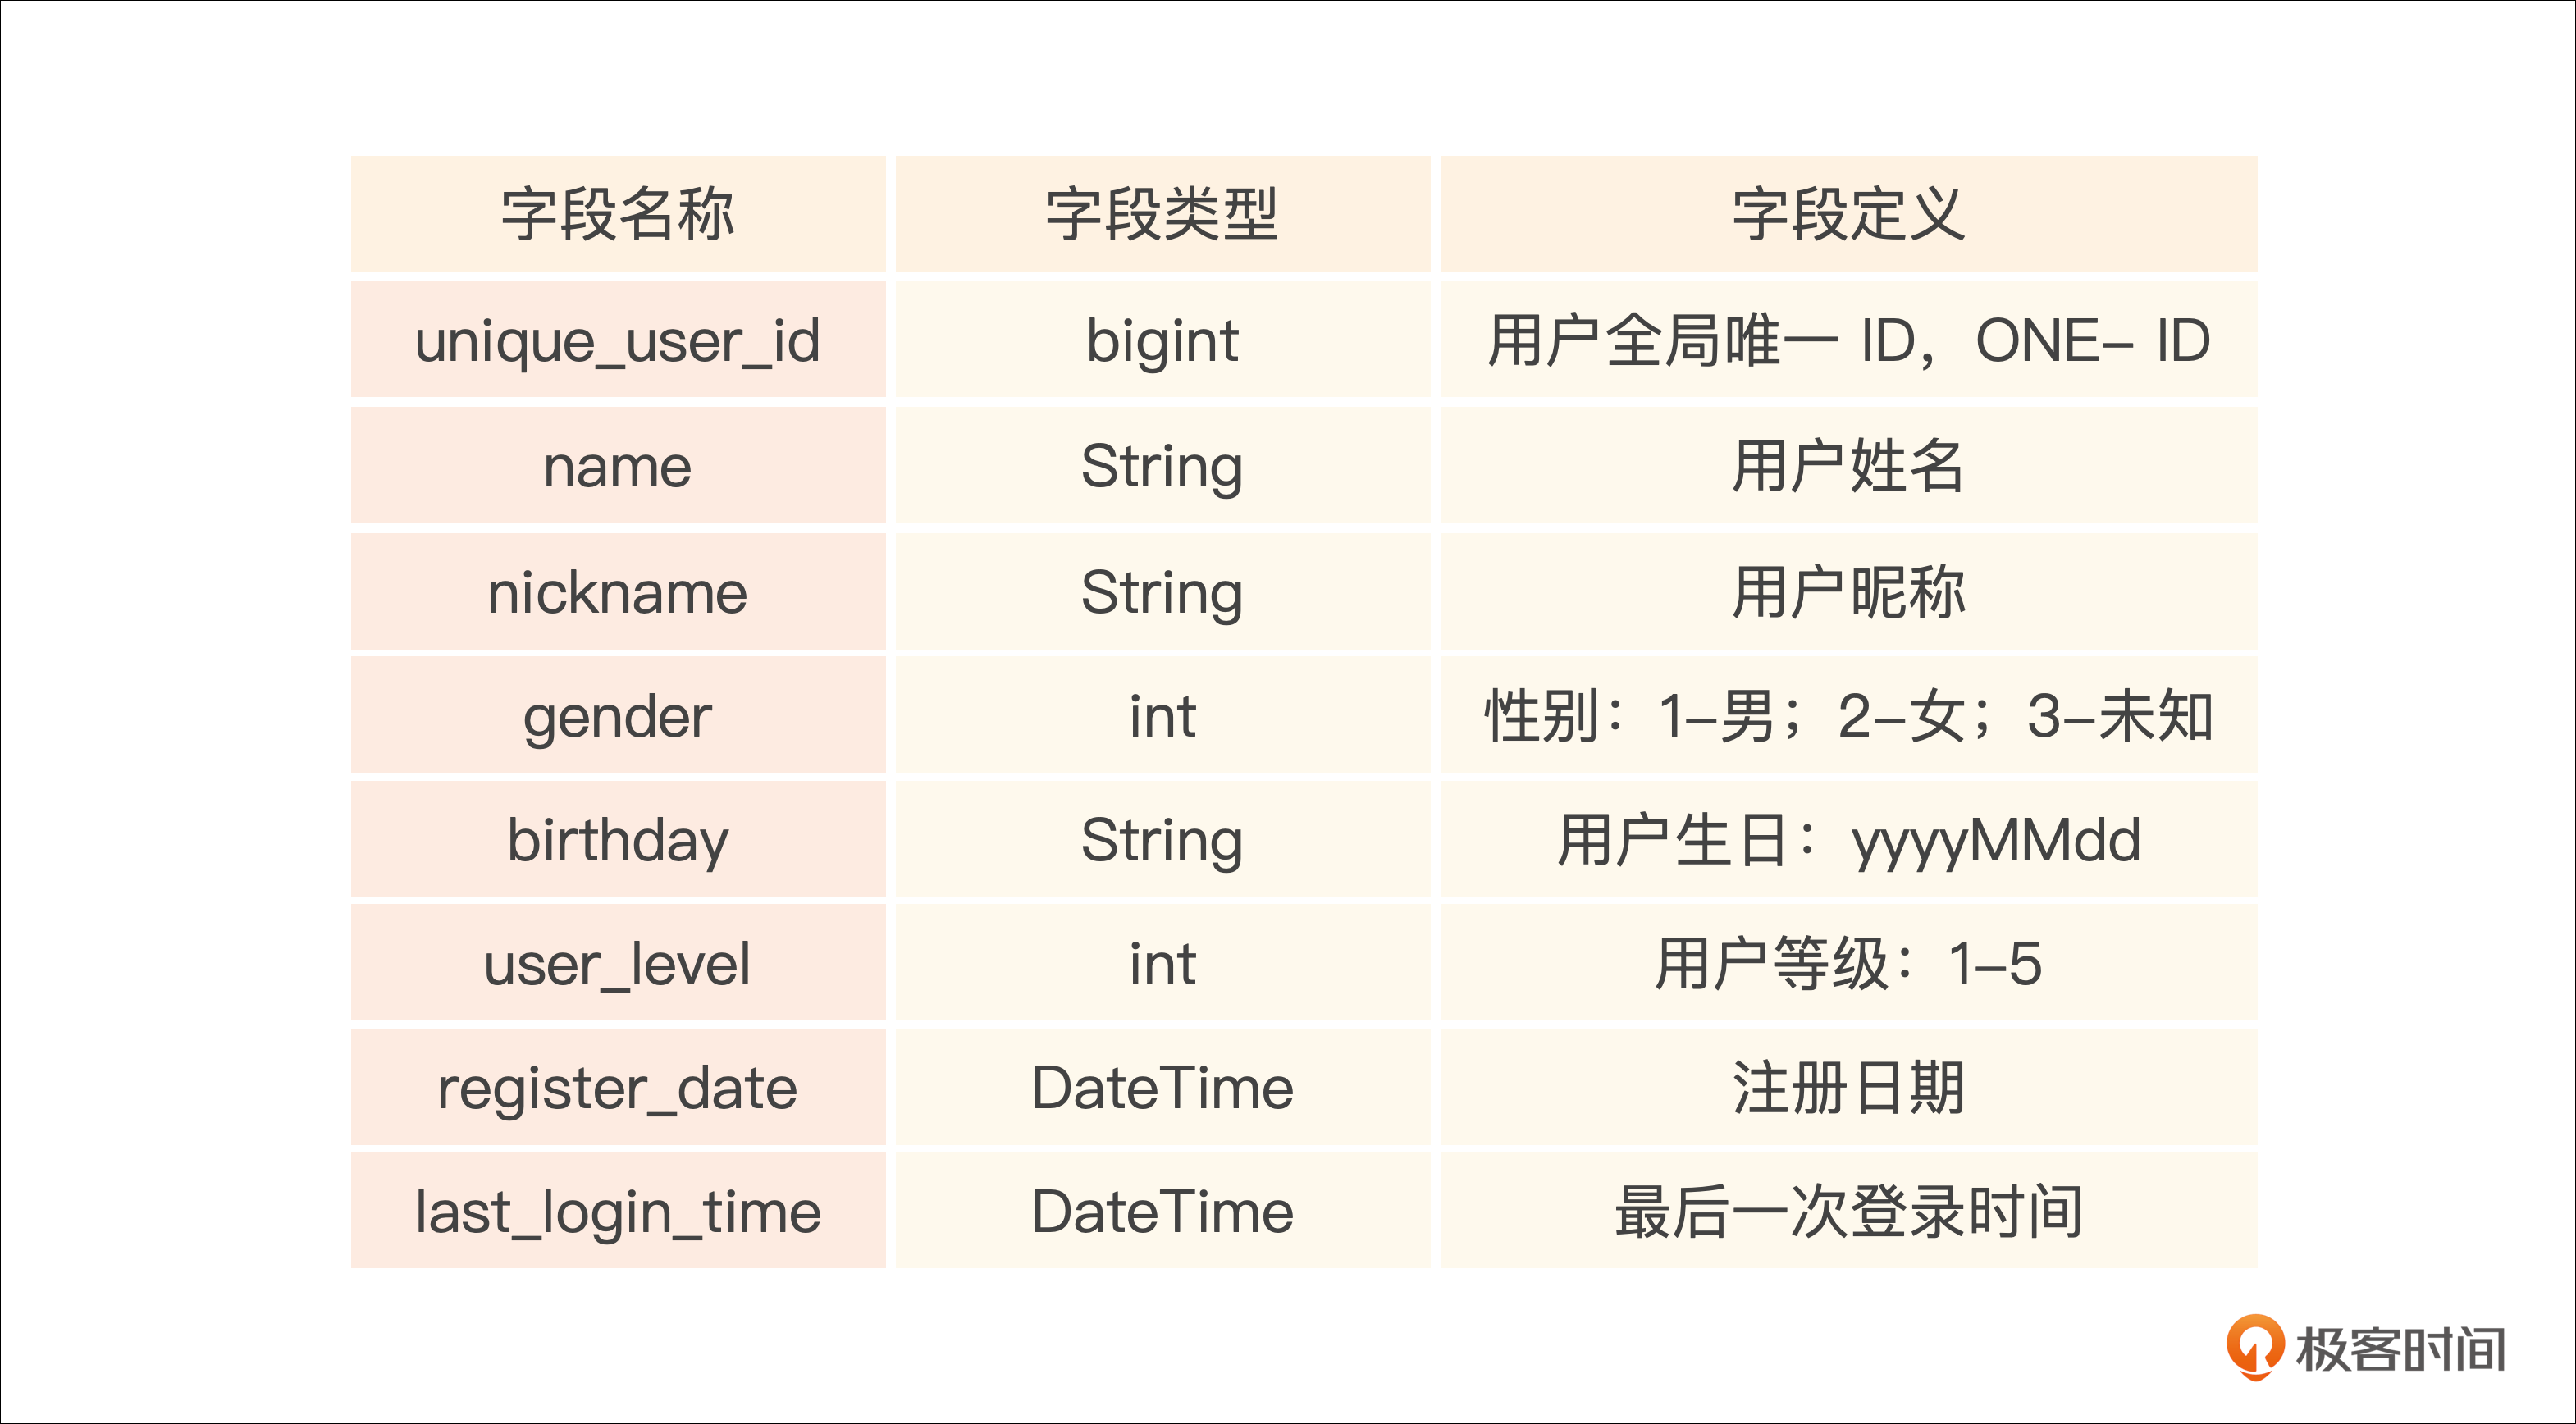 字段名称 字段类型 字段定义
unique_user_id bigint 用户全局唯一 ID，ONE- ID
name String 用户姓名
nickname String 用户昵称
gender int 性别：1-男；2-女；3-未知
birthday String 用户生日：yyyyMMdd
user_level int 用户等级：1-5
register_date DateTime 注册日期
last_login_time DateTime 最后一次登录时间
极客时间